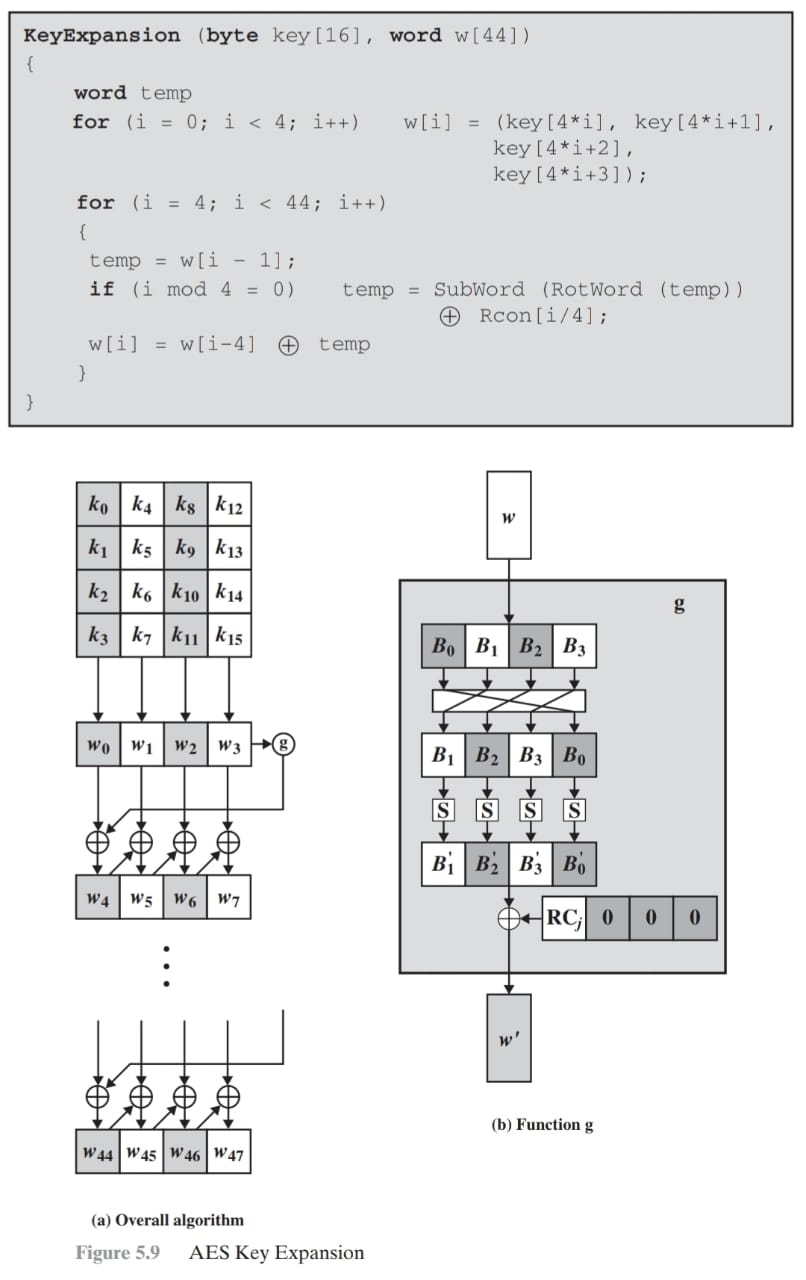 KeyExpansion (byte key[16], word w[44])
{
word temp
for (i = 0; i < 4; i++) w[i] = (key[4*i], key[4*i+1],
key[4*i+2],
key[4*i+3]);
for (i = 4; i < 44; i++)
{
temp = w[i - 1];
if (i mod 4 = 0) temp = SubWord (RotWord (temp))
⊕ Rcon[i/4];
w[i] = w[i-4] ⊕ temp
}
}
k0 k4 k8 k12
k1 k5 k9 k13
k2 k6 k10 k14
k3 k7 k11 k15
w0 w1 w2 w3 g
w4 w5 w6 w7
w44 w45 w46 w47
(a) Overall algorithm
w
g
B0 B1 B2 B3
B1 B2 B3 B0
S S S S
B'1 B'2 B'3 B'0
RCj 0 0 0
w'
(b) Function g
Figure 5.9 AES Key Expansion